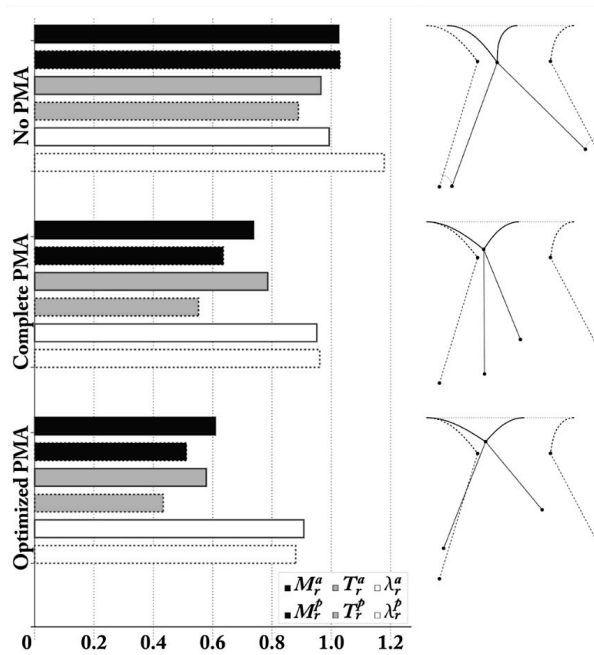 No PMA
Complete PMA
Optimized PMA
M_r^a T_r^a λ_r^a
M_r^p T_r^p λ_r^p
0 0.2 0.4 0.6 0.8 1.0 1.2